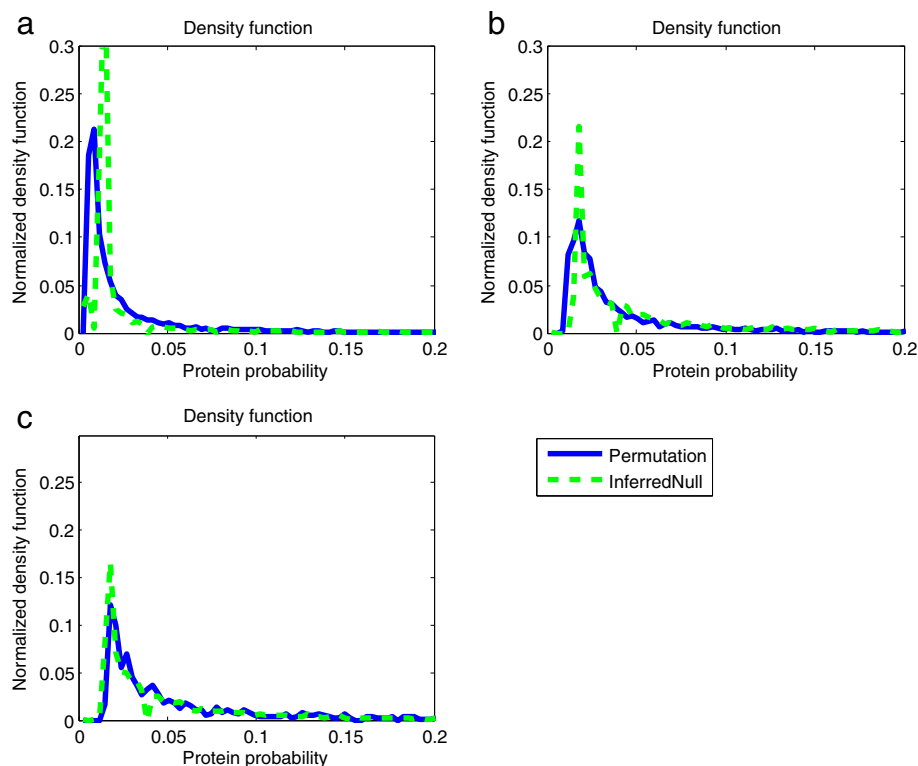 a
Density function
0.3
0.25
0.2
0.15
0.1
0.05
0
Normalized density function
0 0.05 0.1 0.15 0.2
Protein probability
b
Density function
0.3
0.25
0.2
0.15
0.1
0.05
0
Normalized density function
0 0.05 0.1 0.15 0.2
Protein probability
c
Density function
0.25
0.2
0.15
0.1
0.05
0
Normalized density function
0 0.05 0.1 0.15 0.2
Protein probability
Permutation
InferredNull